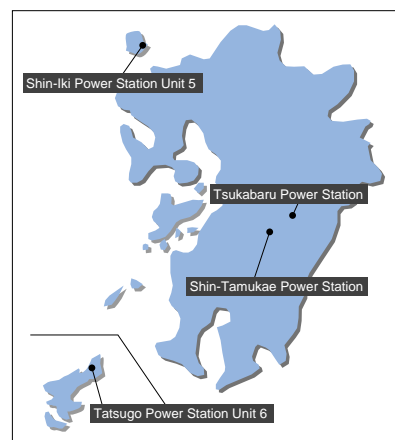 Shin-Iki Power Station Unit 5
Tsukabaru Power Station
Shin-Tamukae Power Station
Tatsugo Power Station Unit 6